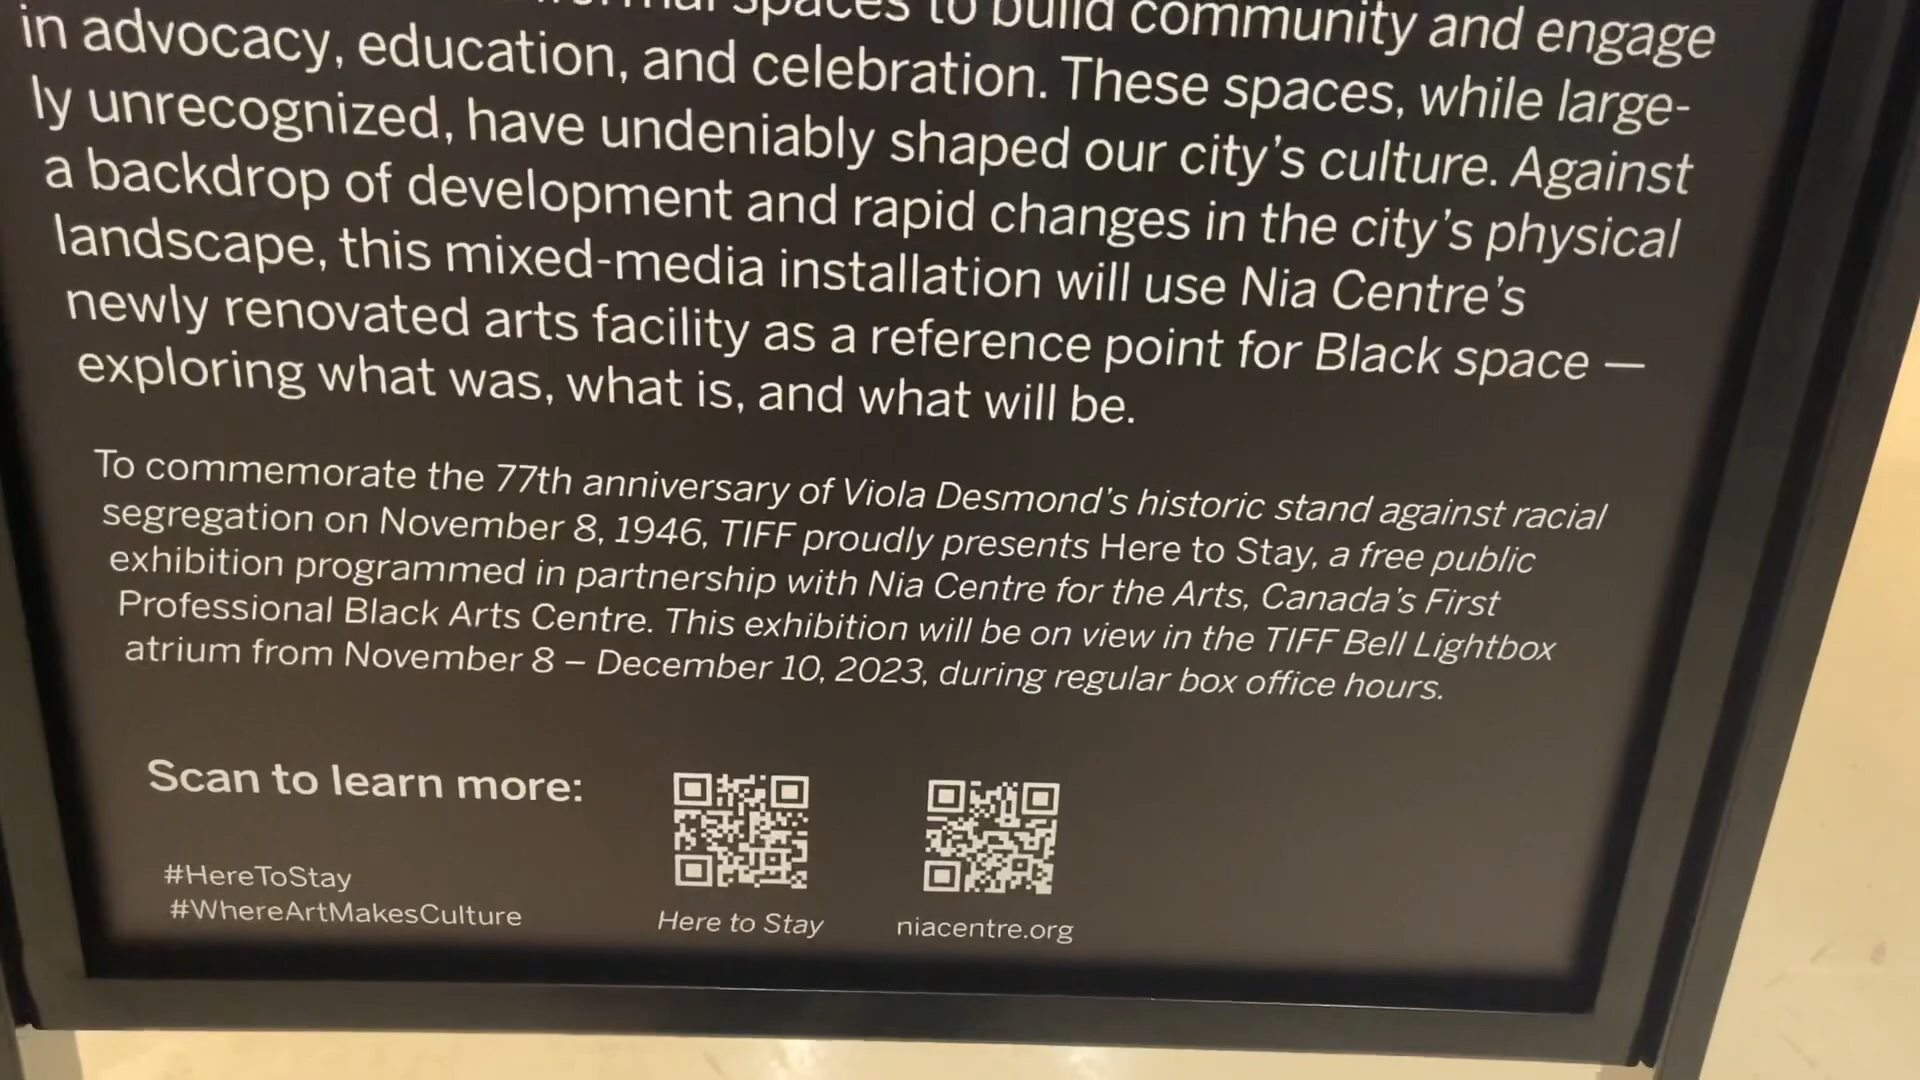 spaces to build community and engage
in advocacy, education, and celebration. These spaces, while large-
ly unrecognized, have undeniably shaped our city's culture. Against
a backdrop of development and rapid changes in the city's physical
landscape, this mixed-media installation will use Nia Centre's
newly renovated arts facility as a reference point for Black space —
exploring what was, what is, and what will be.
To commemorate the 77th anniversary of Viola Desmond's historic stand against racial
segregation on November 8, 1946, TIFF proudly presents Here to Stay, a free public
exhibition programmed in partnership with Nia Centre for the Arts, Canada's First
Professional Black Arts Centre. This exhibition will be on view in the TIFF Bell Lightbox
atrium from November 8 – December 10, 2023, during regular box office hours.
Scan to learn more:
#HereToStay
#WhereArtMakesCulture
Here to Stay
niacentre.org